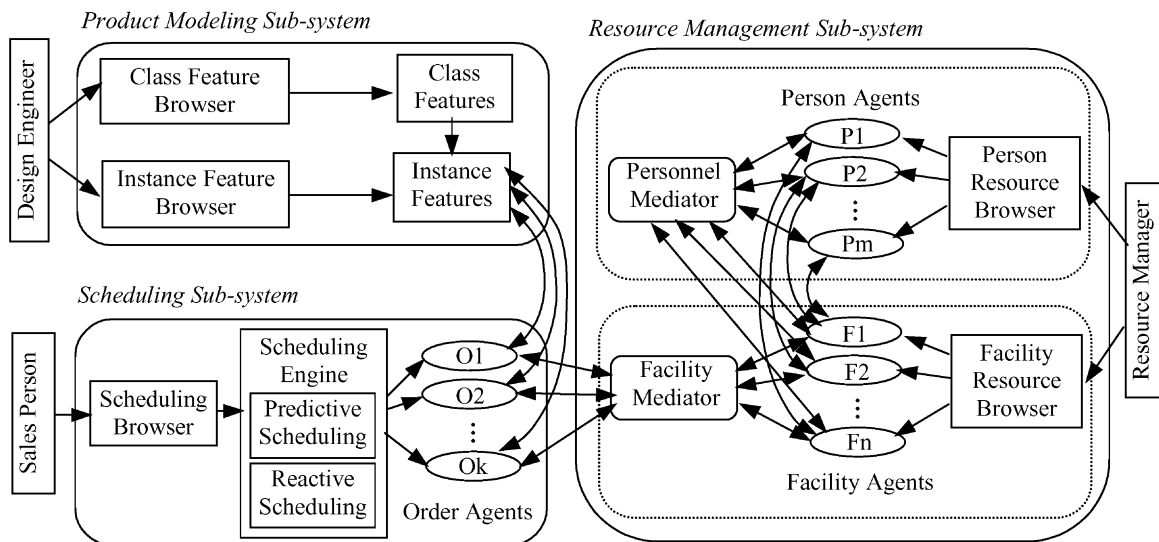 Product Modeling Sub-system
Design Engineer
Class Feature
Browser
Class
Features
Instance Feature
Browser
Instance
Features
Scheduling Sub-system
Sales Person
Scheduling
Browser
Scheduling
Engine
Predictive
Scheduling
Reactive
Scheduling
O1
O2
Ok
Order Agents
Resource Management Sub-system
Person Agents
Personnel
Mediator
P1
P2
Pm
Person
Resource
Browser
Resource Manager
Facility
Mediator
F1
F2
Fn
Facility
Resource
Browser
Facility Agents